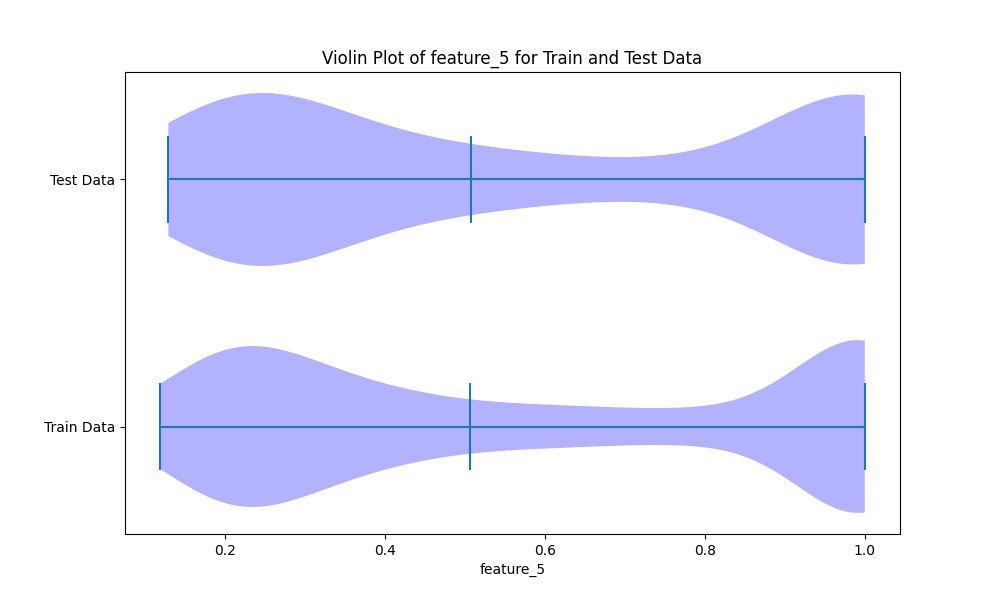 Violin Plot of feature_5 for Train and Test Data
Test Data
Train Data
0.2 0.4 0.6 0.8 1.0
feature_5